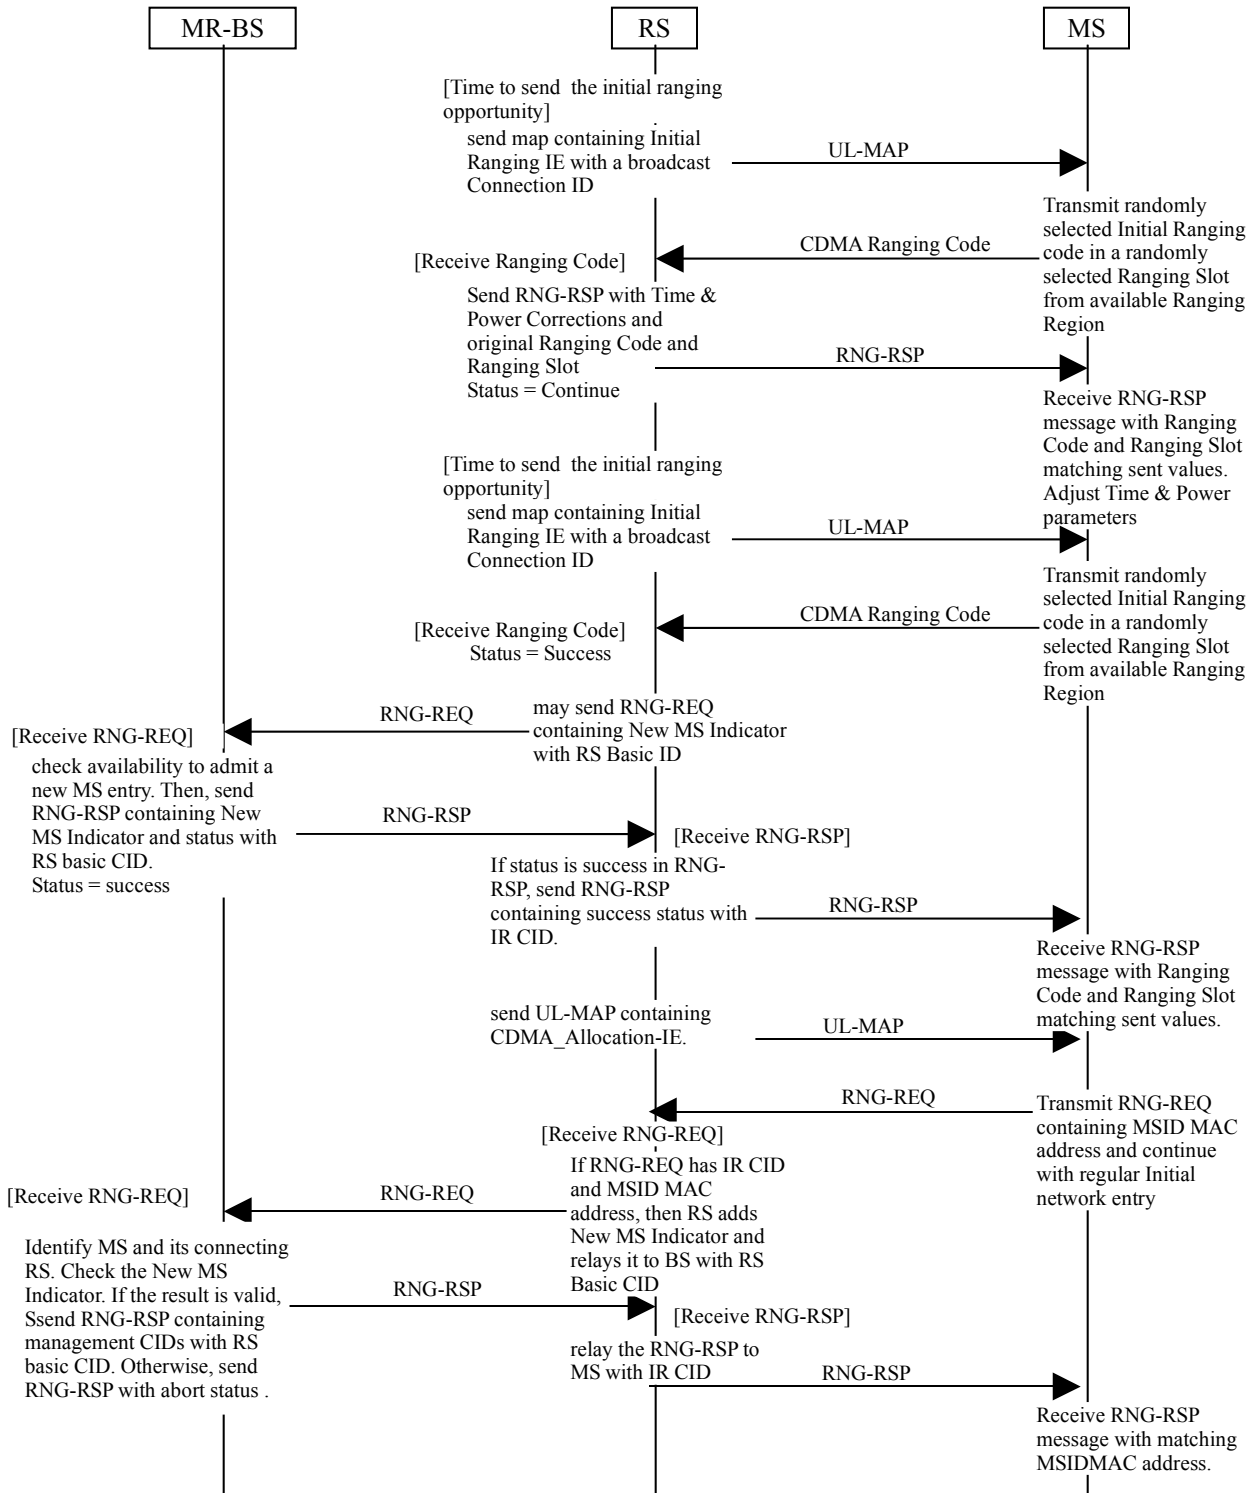 MR-BS
RS
MS
[Time to send the initial ranging
opportunity]
send map containing Initial
Ranging IE with a broadcast
Connection ID
UL-MAP
Transmit randomly
selected Initial Ranging
code in a randomly
selected Ranging Slot
from available Ranging
Region
CDMA Ranging Code
[Receive Ranging Code]
Send RNG-RSP with Time &
Power Corrections and
original Ranging Code and
Ranging Slot
Status = Continue
RNG-RSP
Receive RNG-RSP
message with Ranging
Code and Ranging Slot
matching sent values.
Adjust Time & Power
parameters
[Time to send the initial ranging
opportunity]
send map containing Initial
Ranging IE with a broadcast
Connection ID
UL-MAP
Transmit randomly
selected Initial Ranging
code in a randomly
selected Ranging Slot
from available Ranging
Region
CDMA Ranging Code
[Receive Ranging Code]
Status = Success
may send RNG-REQ
containing New MS Indicator
with RS Basic ID
RNG-REQ
[Receive RNG-REQ]
check availability to admit a
new MS entry. Then, send
RNG-RSP containing New
MS Indicator and status with
RS basic CID.
Status = success
RNG-RSP
[Receive RNG-RSP]
If status is success in RNG-
RSP, send RNG-RSP
containing success status with
IR CID.
RNG-RSP
Receive RNG-RSP
message with Ranging
Code and Ranging Slot
matching sent values.
send UL-MAP containing
CDMA_Allocation-IE.
UL-MAP
RNG-REQ
Transmit RNG-REQ
containing MSID MAC
address and continue
with regular Initial
network entry
[Receive RNG-REQ]
If RNG-REQ has IR CID
and MSID MAC
address, then RS adds
New MS Indicator and
relays it to BS with RS
Basic CID
RNG-REQ
[Receive RNG-REQ]
Identify MS and its connecting
RS. Check the New MS
Indicator. If the result is valid,
Ssend RNG-RSP containing
management CIDs with RS
basic CID. Otherwise, send
RNG-RSP with abort status .
RNG-RSP
[Receive RNG-RSP]
relay the RNG-RSP to
MS with IR CID
RNG-RSP
Receive RNG-RSP
message with matching
MSIDMAC address.